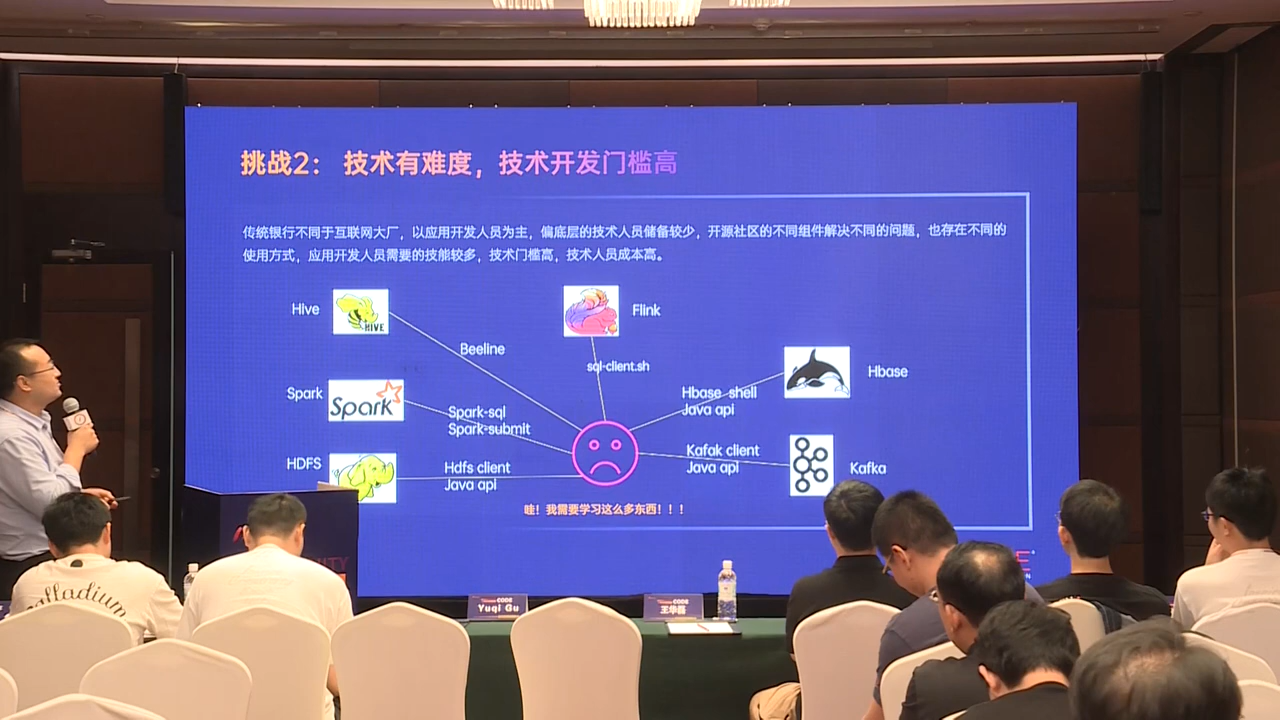 挑战2： 技术有难度，技术开发门槛高
传统银行不同于互联网大厂，以应用开发人员为主，偏底层的技术人员储备较少，开源社区的不同组件解决不同的问题，也存在不同的
使用方式，应用开发人员需要的技能较多，技术门槛高，技术人员成本高。
Hive
HIVE
Flink
Beeline
sql-client.sh
Hbase
Spark
Spark
Hbase shell
Java api
Spark-sql
Spark-submit
HDFS
Hdfs client
Java api
Kafak client
Java api
Kafka
哇！我需要学习这么多东西！！！
palladium
CODE
Yuqi Gu
CODE